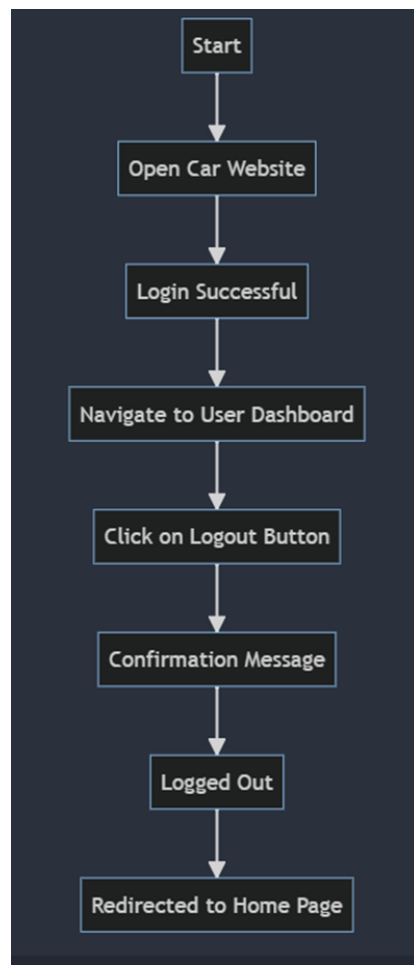 Start
Open Car Website
Login Successful
Navigate to User Dashboard
Click on Logout Button
Confirmation Message
Logged Out
Redirected to Home Page